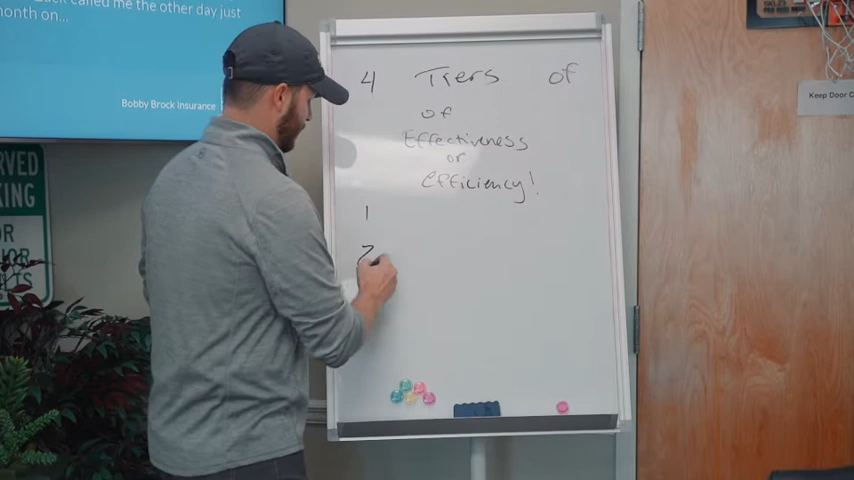 called me the other day just
month on...
Bobby Brock Insurance
4 Tiers of
of
Effectiveness
or
efficiency!
1
2
Keep Door C
RVED
KING